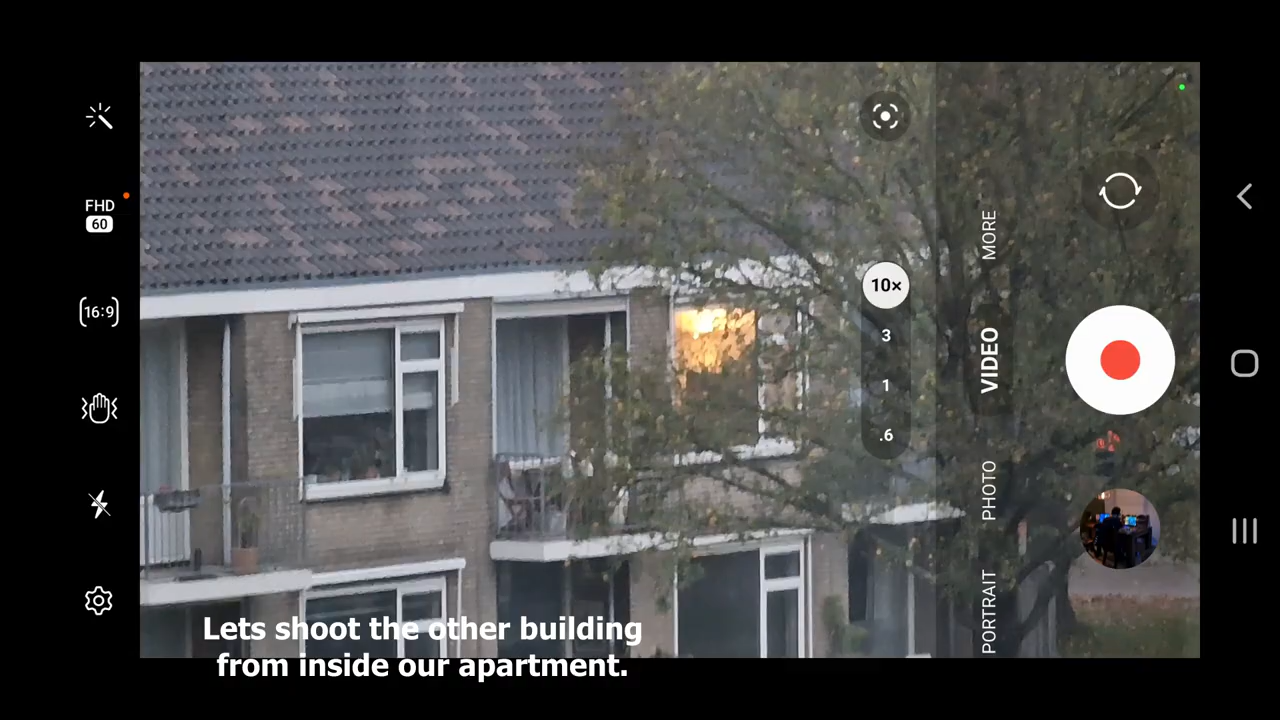 FHD
60
16:9
10×
3
1
.6
MORE
VIDEO
PHOTO
PORTRAIT
Lets shoot the other building
from inside our apartment.